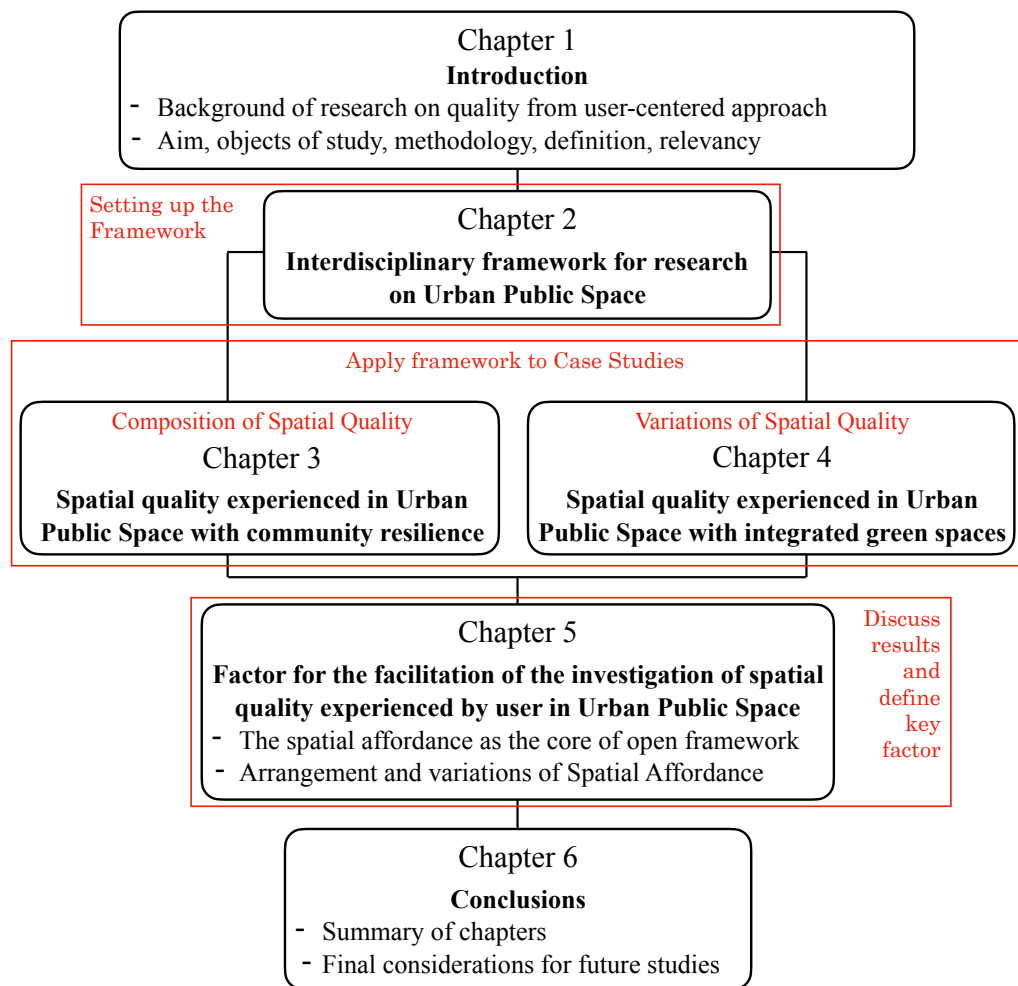 Chapter 1
Introduction
- Background of research on quality from user-centered approach
- Aim, objects of study, methodology, definition, relevancy
Setting up the
Framework
Chapter 2
Interdisciplinary framework for research
on Urban Public Space
Apply framework to Case Studies
Composition of Spatial Quality
Chapter 3
Spatial quality experienced in Urban
Public Space with community resilience
Variations of Spatial Quality
Chapter 4
Spatial quality experienced in Urban
Public Space with integrated green spaces
Chapter 5
Factor for the facilitation of the investigation of spatial
quality experienced by user in Urban Public Space
- The spatial affordance as the core of open framework
- Arrangement and variations of Spatial Affordance
Discuss
results
and
define
key
factor
Chapter 6
Conclusions
- Summary of chapters
- Final considerations for future studies